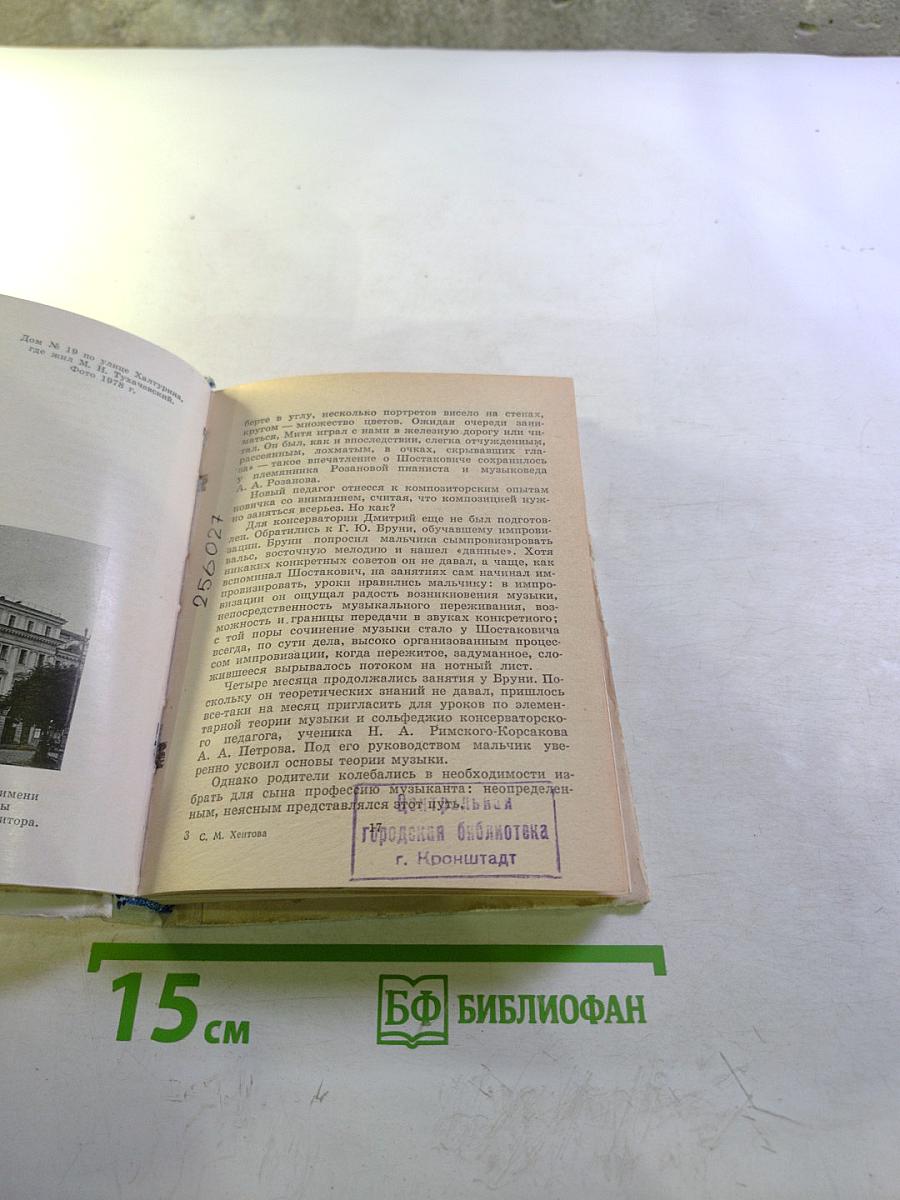 Дом № 19 по улице Халтурина,
где жил М. Н. Тухачевский.
Фото 1978 г.
имени
ы
итора.
256027
берте в углу, несколько портретов висело на стенах,
кругом — множество цветов. Ожидая очереди зани-
маться, Митя играл с нами в железную дорогу или чи-
тал. Он был, как и впоследствии, слегка отчужденным,
рассеянным, лохматым, в очках, скрывавших гла-
за» — такое впечатление о Шостаковиче сохранилось
у племянника Розановой пианиста и музыковеда
А. А. Розанова.
Новый педагог отнесся к композиторским опытам
новичка со вниманием, считая, что композицией нуж-
но заняться всерьез. Но как?
Для консерватории Дмитрий еще не был подготов-
лен. Обратились к Г. Ю. Бруни, обучавшему импрови-
зации. Бруни попросил мальчика сымпровизировать
вальс, восточную мелодию и нашел «данные». Хотя
никаких конкретных советов он не давал, а чаще, как
вспоминал Шостакович, на занятиях сам начинал им-
провизировать, уроки нравились мальчику: в импро-
визации он ощущал радость возникновения музыки,
непосредственность музыкального переживания, воз-
можность и границы передачи в звуках конкретного;
с той поры сочинение музыки стало у Шостаковича
всегда, по сути дела, высоко организованным процес-
сом импровизации, когда пережитое, задуманное, сло-
жившееся вырывалось потоком на нотный лист.
Четыре месяца продолжались занятия у Бруни. По-
скольку он теоретических знаний не давал, пришлось
все-таки на месяц пригласить для уроков по элемен-
тарной теории музыки и сольфеджио консерваторско-
го педагога, ученика Н. А. Римского-Корсакова
А. А. Петрова. Под его руководством мальчик уве-
ренно усвоил основы теории музыки.
Однако родители колебались в необходимости из-
брать для сына профессию музыканта: неопределен-
ным, неясным представлялся этот путь.
3 С. М. Хентова
17
Центральная
городская библиотека
г. Кронштадт
15 см
БФ БИБЛИОФАН